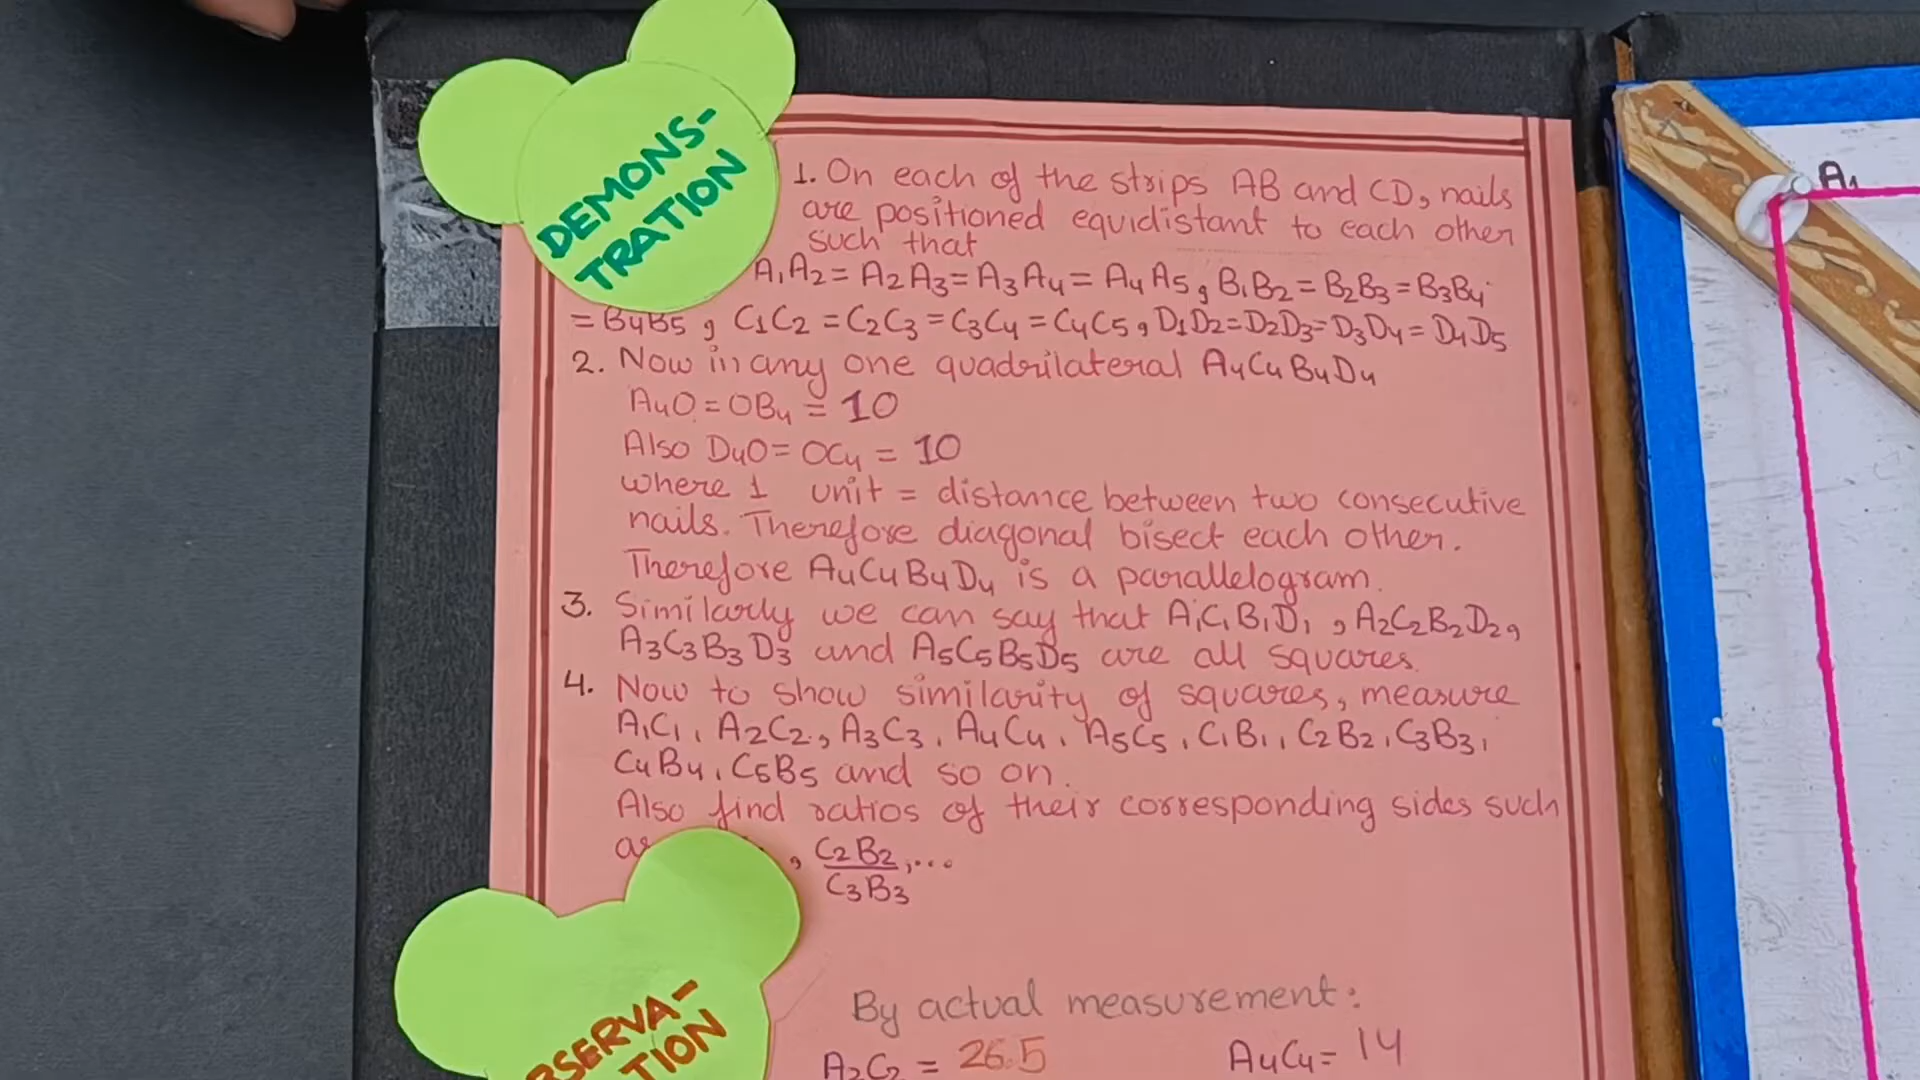 DEMONS-
TRATION
1. On each of the strips AB and CD, nails
are positioned equidistant to each other
such that
A1A2 = A2A3 = A3A4 = A4A5, B1B2 = B2B3 = B3B4
= B4B5, C1C2 = C2C3 = C3C4 = C4C5, D1D2 = D2D3 = D3D4 = D4D5
2. Now in any one quadrilateral A4C4B4D4
A4O = OB4 = 10
Also D4O = OC4 = 10
where 1 unit = distance between two consecutive
nails. Therefore diagonal bisect each other.
Therefore A4C4B4D4 is a parallelogram.
3. Similarly we can say that A1C1B1D1, A2C2B2D2,
A3C3B3D3 and A5C5B5D5 are all squares.
4. Now to show similarity of squares, measure
A1C1, A2C2, A3C3, A4C4, A5C5, C1B1, C2B2, C3B3,
C4B4, C5B5 and so on.
Also find ratios of their corresponding sides such
as , C2B2/C3B3, ...
BSERVA-
TION
By actual measurement:
A2C2 = 26.5 A4C4 = 14
A1